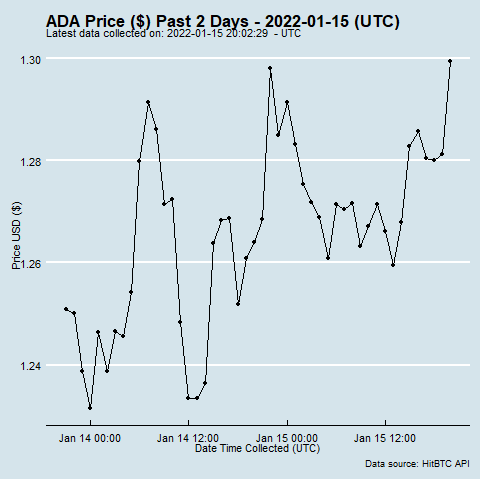 ADA Price ($) Past 2 Days - 2022-01-15 (UTC)
Latest data collected on: 2022-01-15 20:02:29 - UTC
1.30
1.28
1.26
1.24
Price USD ($)
Jan 14 00:00 Jan 14 12:00 Jan 15 00:00 Jan 15 12:00
Date Time Collected (UTC)
Data source: HitBTC API